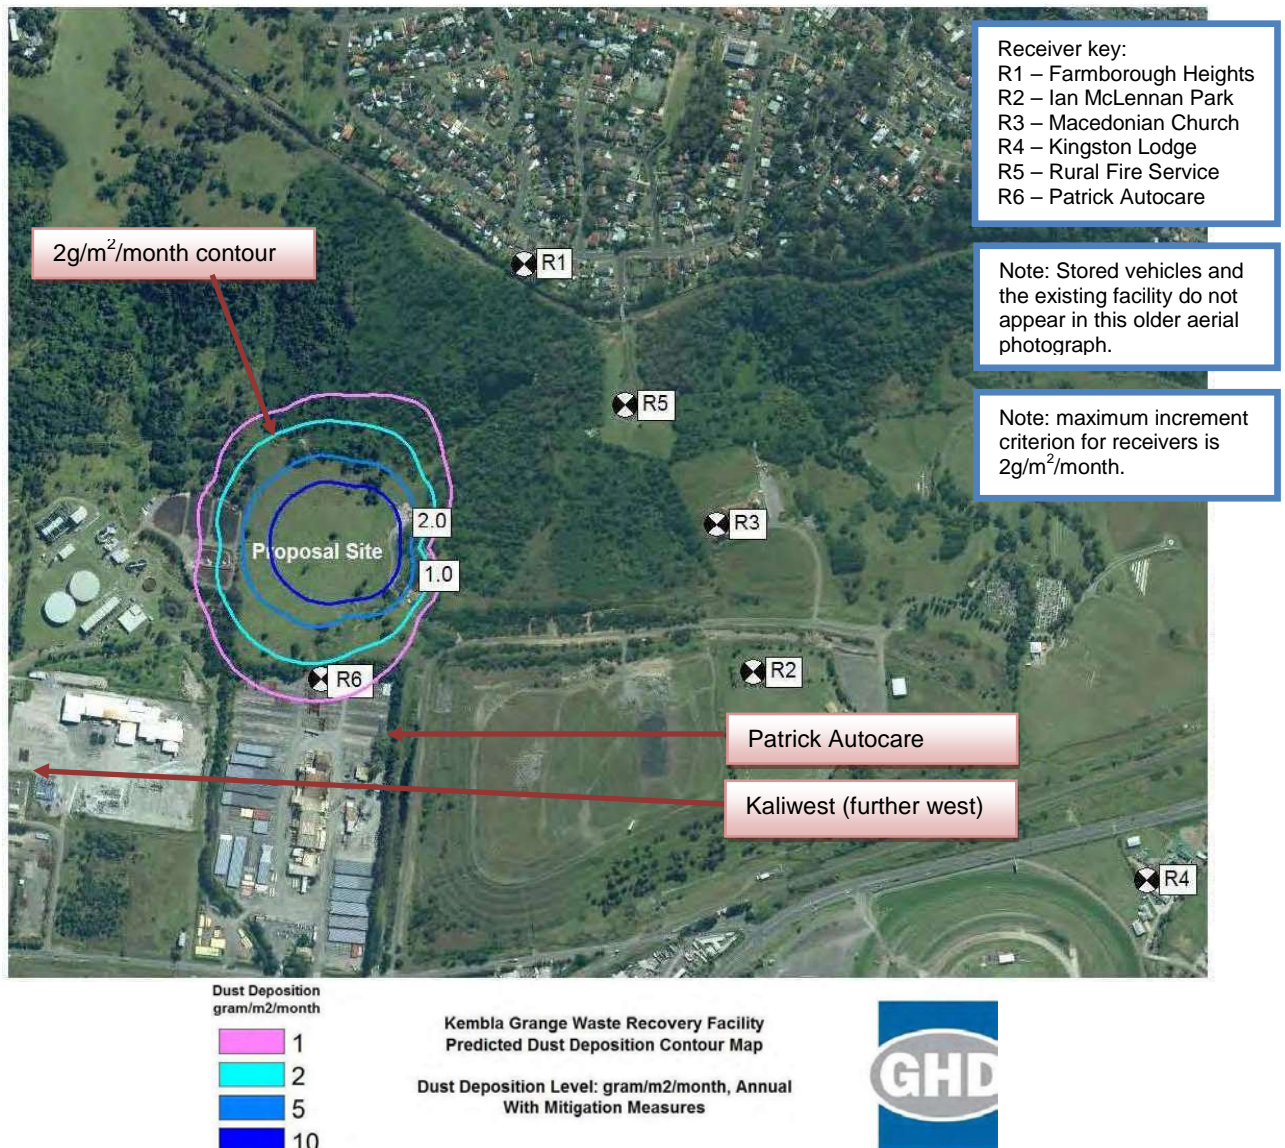 Receiver key:
R1 – Farmborough Heights
R2 – Ian McLennan Park
R3 – Macedonian Church
R4 – Kingston Lodge
R5 – Rural Fire Service
R6 – Patrick Autocare
2g/m²/month contour
R1
Note: Stored vehicles and
the existing facility do not
appear in this older aerial
photograph.
R5
Note: maximum increment
criterion for receivers is
2g/m²/month.
2.0
R3
Proposal Site
1.0
R6
R2
Patrick Autocare
Kaliwest (further west)
R4
Dust Deposition
gram/m2/month
1
2
5
10
Kembla Grange Waste Recovery Facility
Predicted Dust Deposition Contour Map
Dust Deposition Level: gram/m2/month, Annual
With Mitigation Measures
GHD